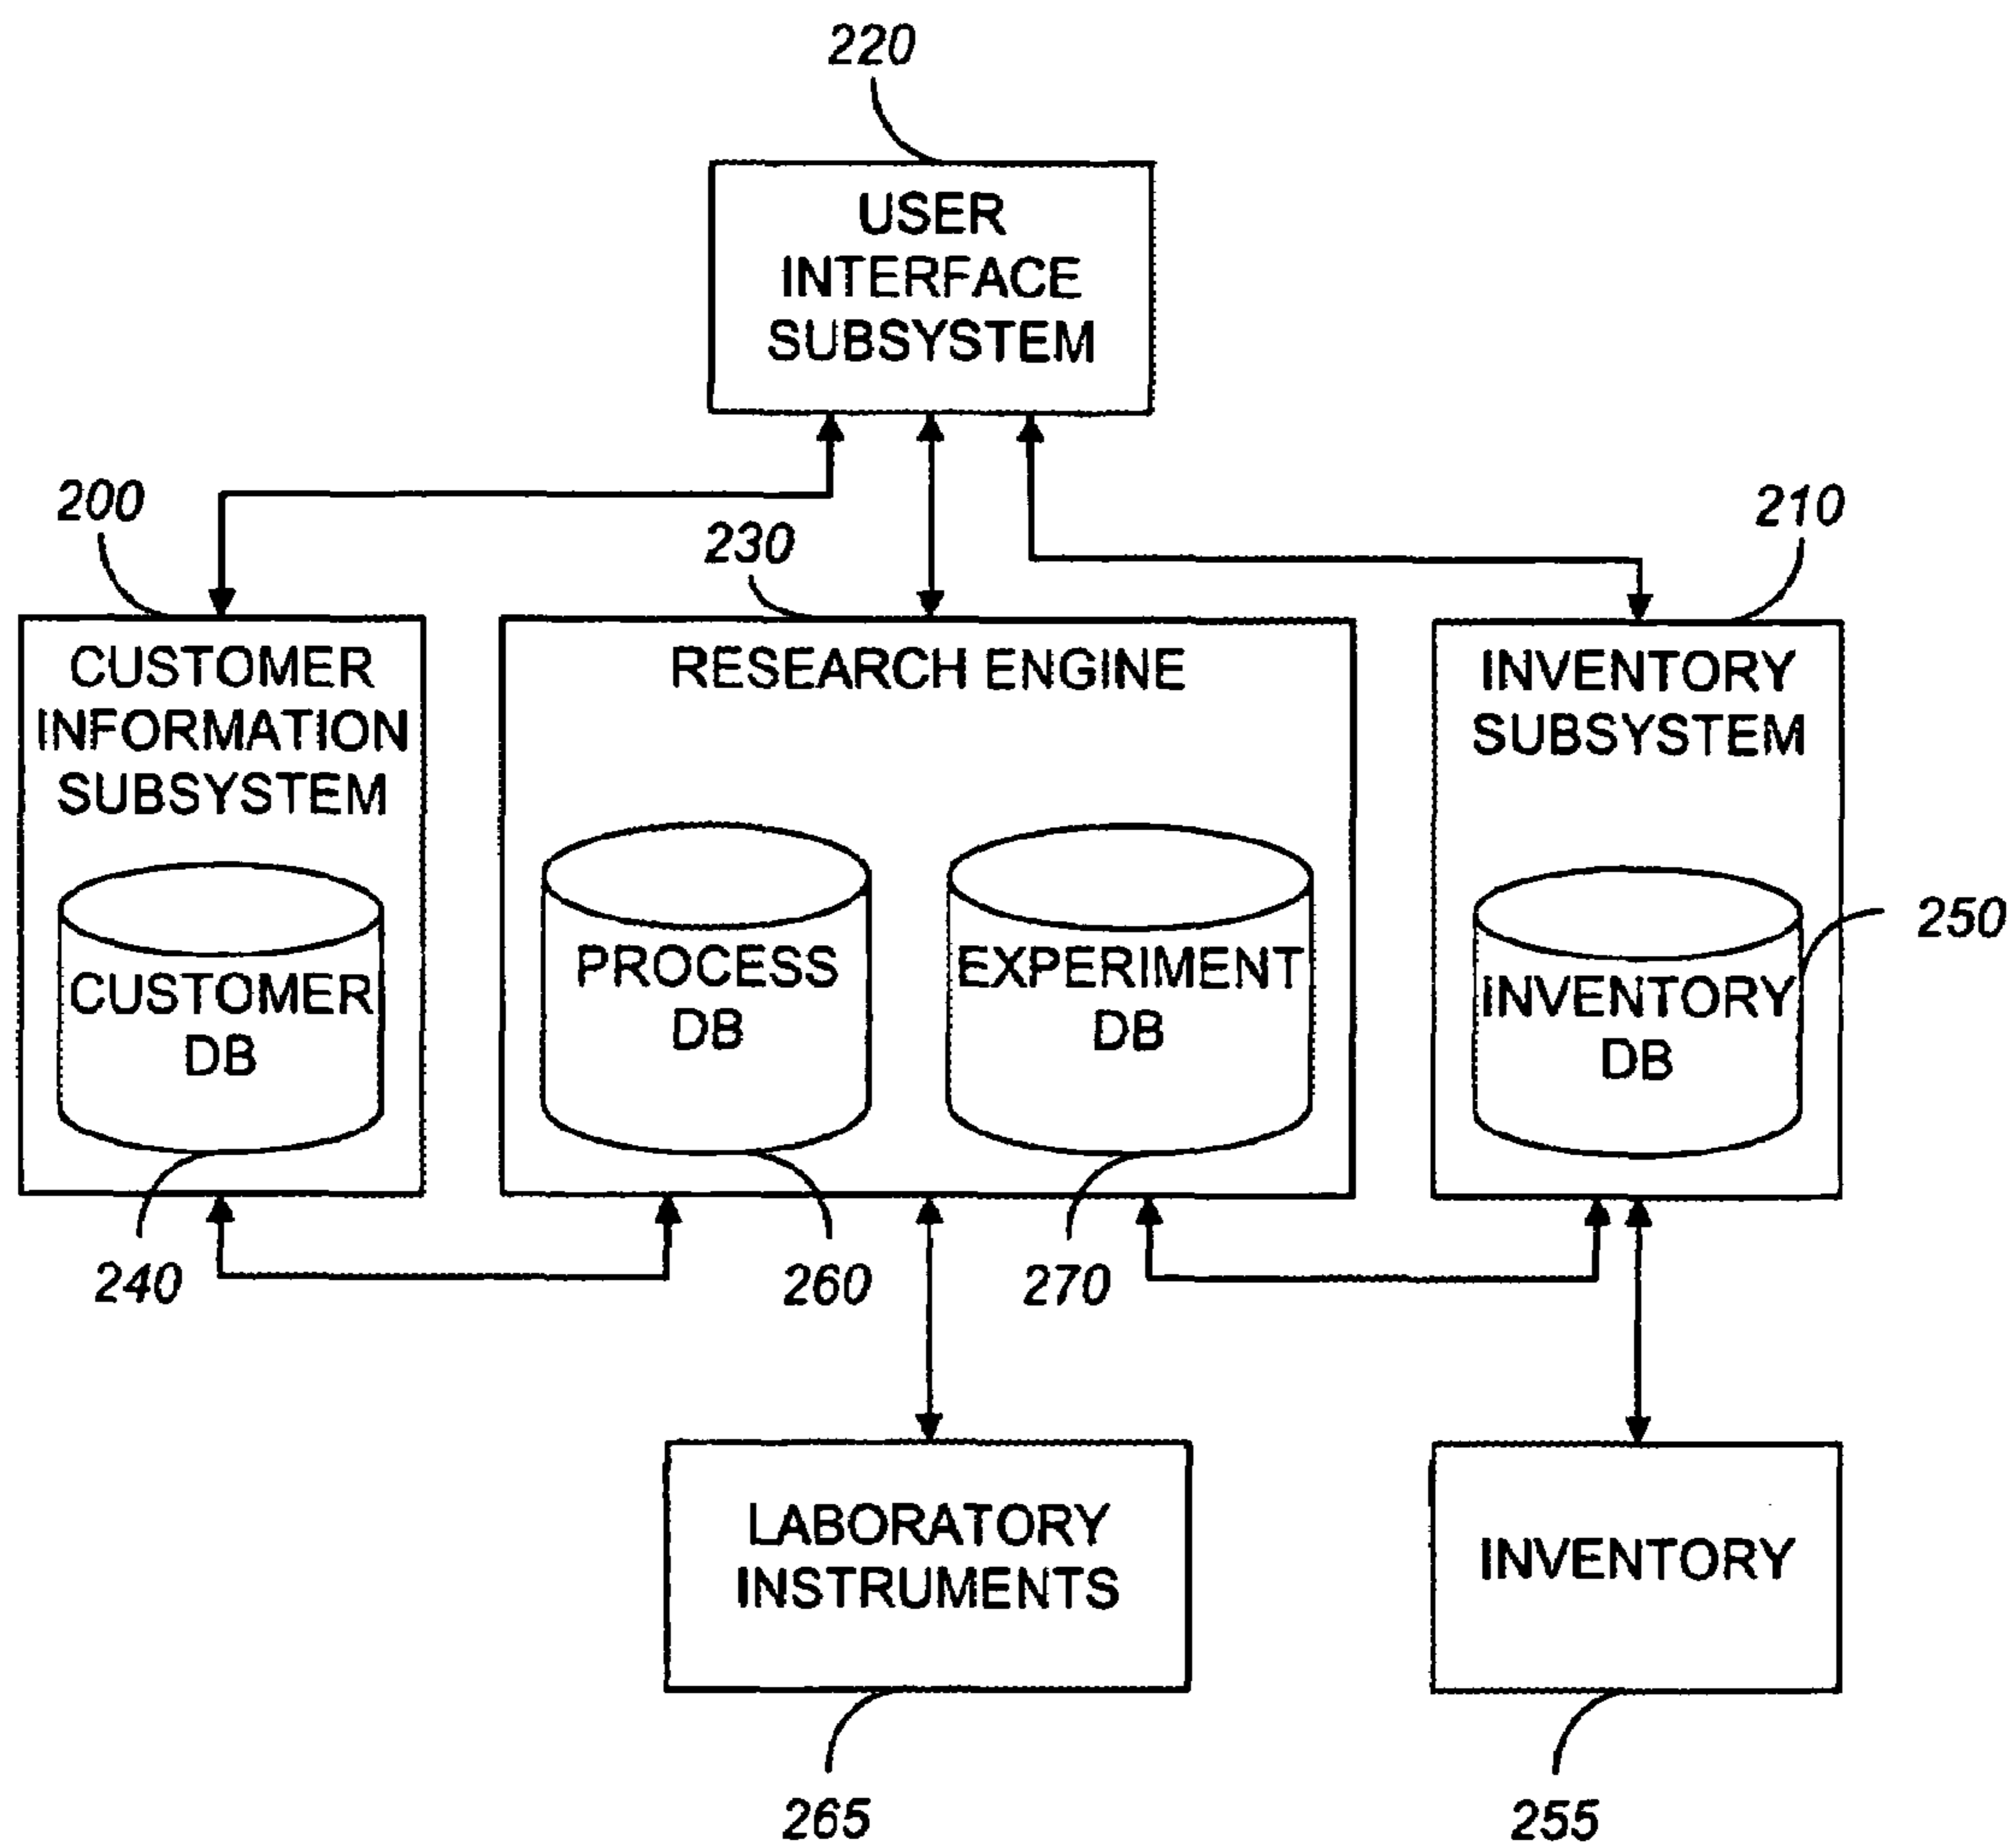 220
USER
INTERFACE
SUBSYSTEM
200
230
210
CUSTOMER
INFORMATION
SUBSYSTEM
RESEARCH ENGINE
INVENTORY
SUBSYSTEM
CUSTOMER
DB
PROCESS
DB
EXPERIMENT
DB
INVENTORY
DB
250
240
260
270
LABORATORY
INSTRUMENTS
INVENTORY
265
255